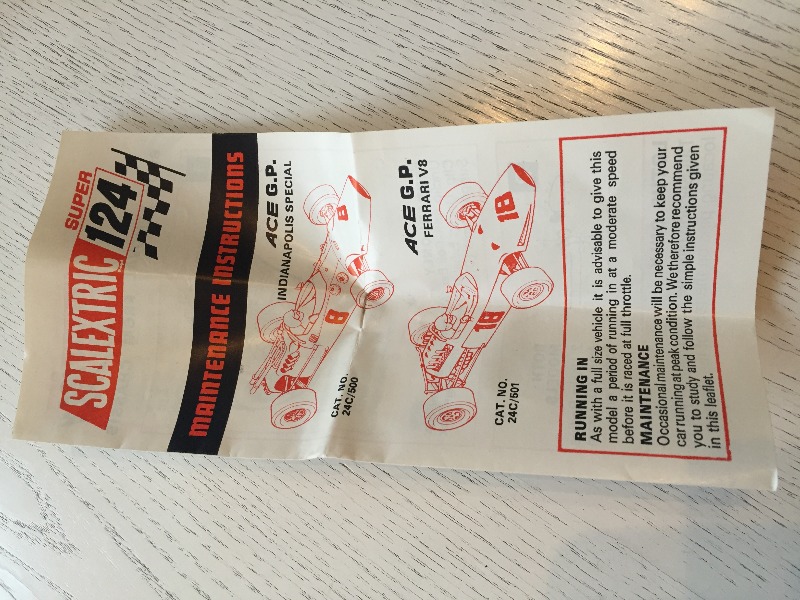 SUPER
SCALEXTRIC 124
MAINTENANCE INSTRUCTIONS
ACE G.P.
INDIANAPOLIS SPECIAL
8
8
CAT. NO.
24C/500
ACE G.P.
FERRARI V8
18
18
CAT. NO.
24C/501
RUNNING IN
As with a full size vehicle it is advisable to give this
model a period of running in at a moderate speed
before it is raced at full throttle.
MAINTENANCE
Occasional maintenance will be necessary to keep your
car running at peak condition. We therefore recommend
you to study and follow the simple instructions given
in this leaflet.